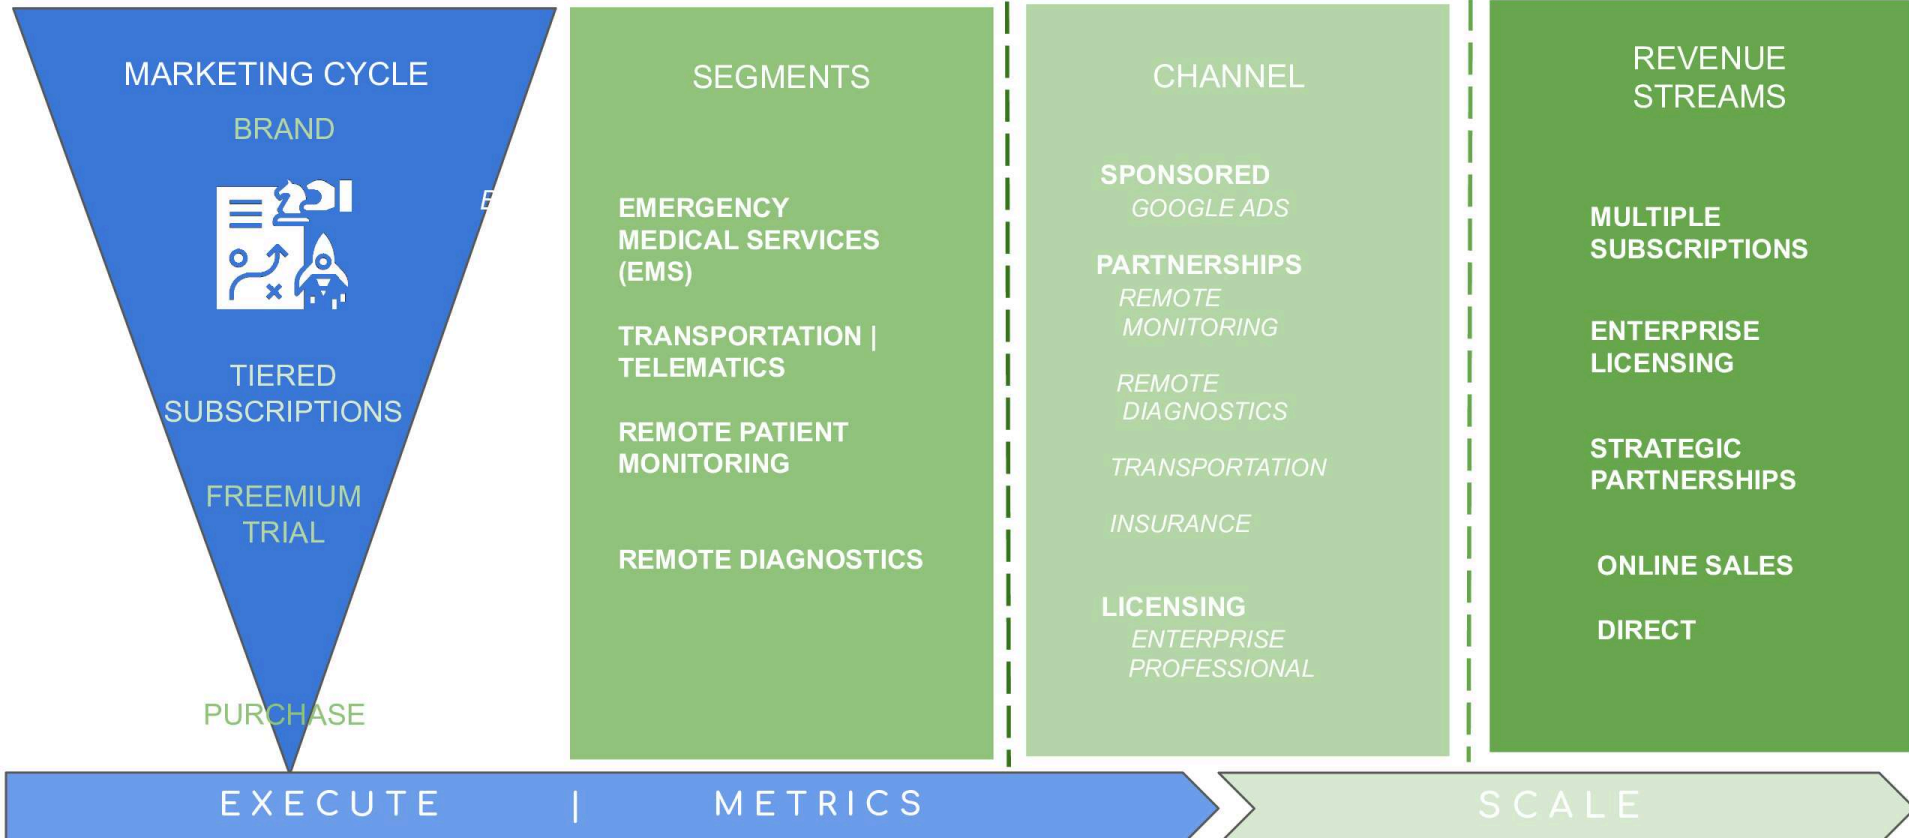 MARKETING CYCLE
BRAND
TIERED
SUBSCRIPTIONS
FREEMIUM
TRIAL
PURCHASE
SEGMENTS
EMERGENCY
MEDICAL SERVICES
(EMS)
TRANSPORTATION |
TELEMATICS
REMOTE PATIENT
MONITORING
REMOTE DIAGNOSTICS
CHANNEL
SPONSORED
GOOGLE ADS
PARTNERSHIPS
REMOTE
MONITORING
REMOTE
DIAGNOSTICS
TRANSPORTATION
INSURANCE
LICENSING
ENTERPRISE
PROFESSIONAL
REVENUE
STREAMS
MULTIPLE
SUBSCRIPTIONS
ENTERPRISE
LICENSING
STRATEGIC
PARTNERSHIPS
ONLINE SALES
DIRECT
EXECUTE | METRICS
SCALE